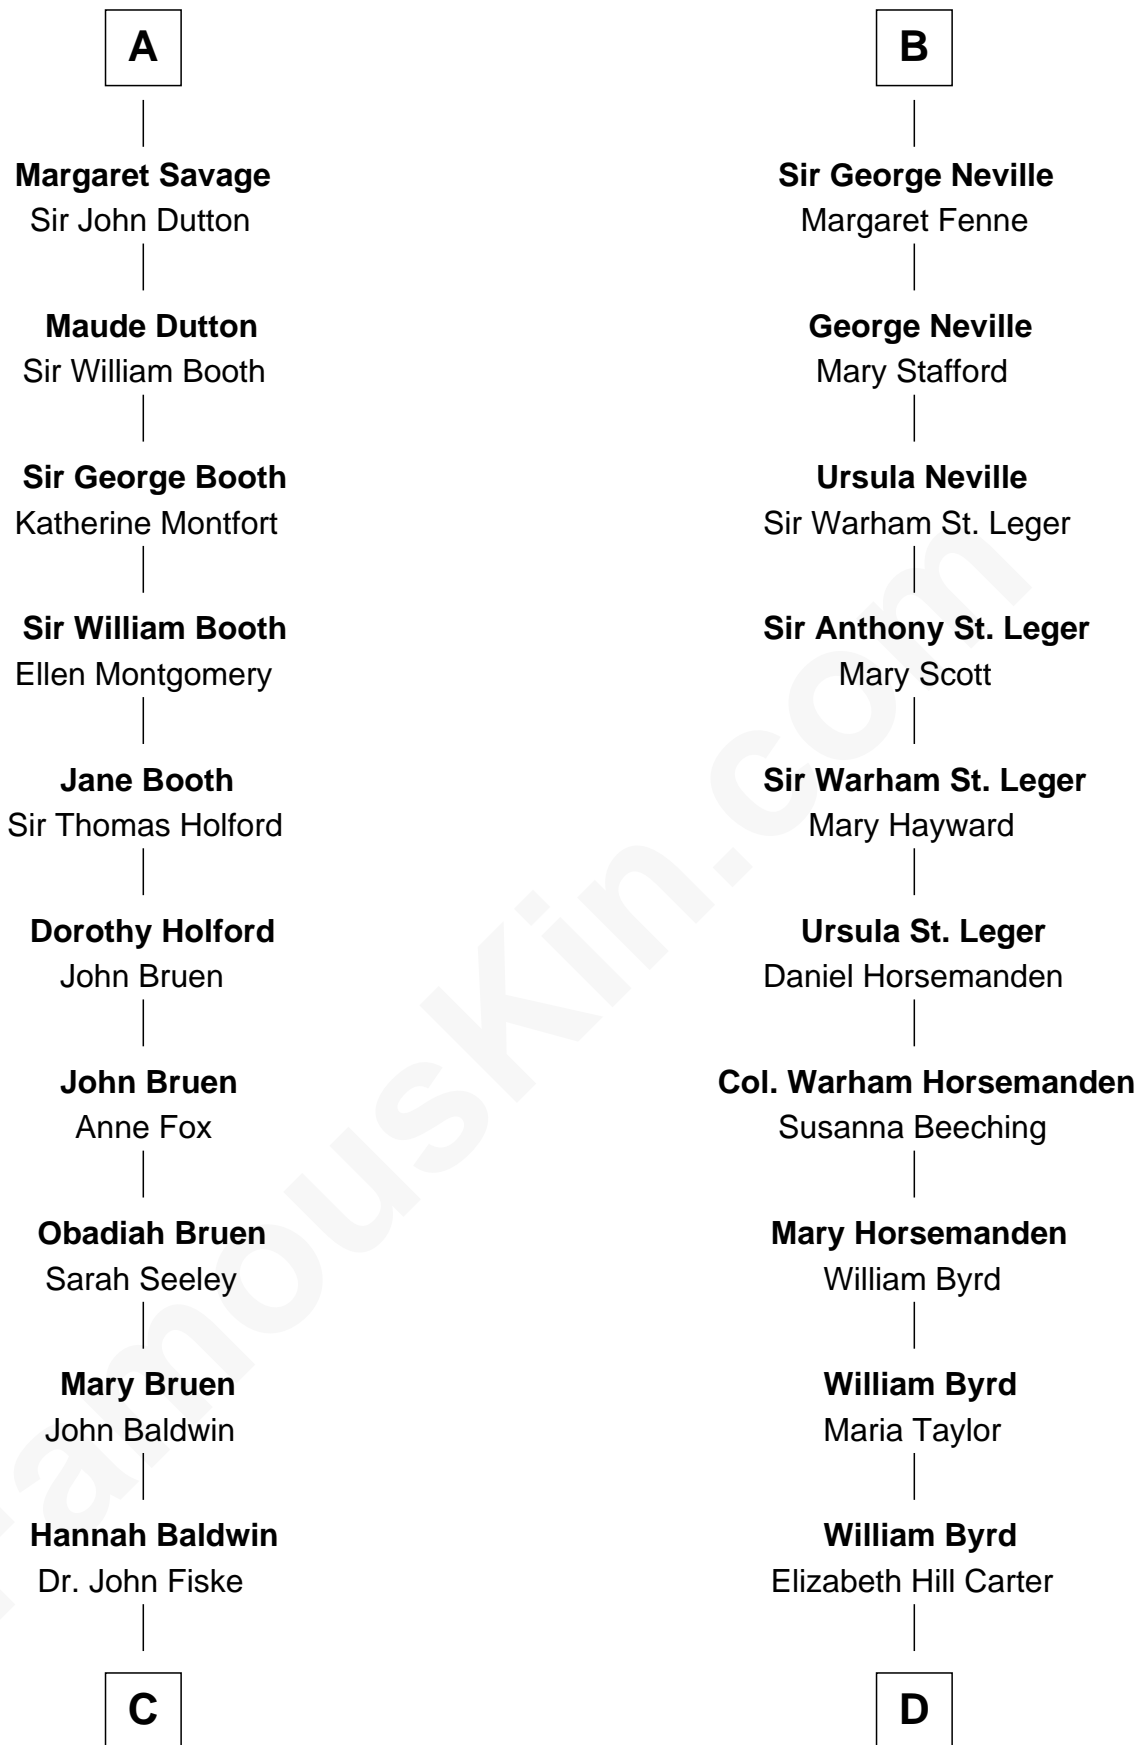 A
Margaret Savage
Sir John Dutton
Maude Dutton
Sir William Booth
Sir George Booth
Katherine Montfort
Sir William Booth
Ellen Montgomery
Jane Booth
Sir Thomas Holford
Dorothy Holford
John Bruen
John Bruen
Anne Fox
Obadiah Bruen
Sarah Seeley
Mary Bruen
John Baldwin
Hannah Baldwin
Dr. John Fiske
C
B
Sir George Neville
Margaret Fenne
George Neville
Mary Stafford
Ursula Neville
Sir Warham St. Leger
Sir Anthony St. Leger
Mary Scott
Sir Warham St. Leger
Mary Hayward
Ursula St. Leger
Daniel Horsemanden
Col. Warham Horsemanden
Susanna Beeching
Mary Horsemanden
William Byrd
William Byrd
Maria Taylor
William Byrd
Elizabeth Hill Carter
D
FamousKin.com